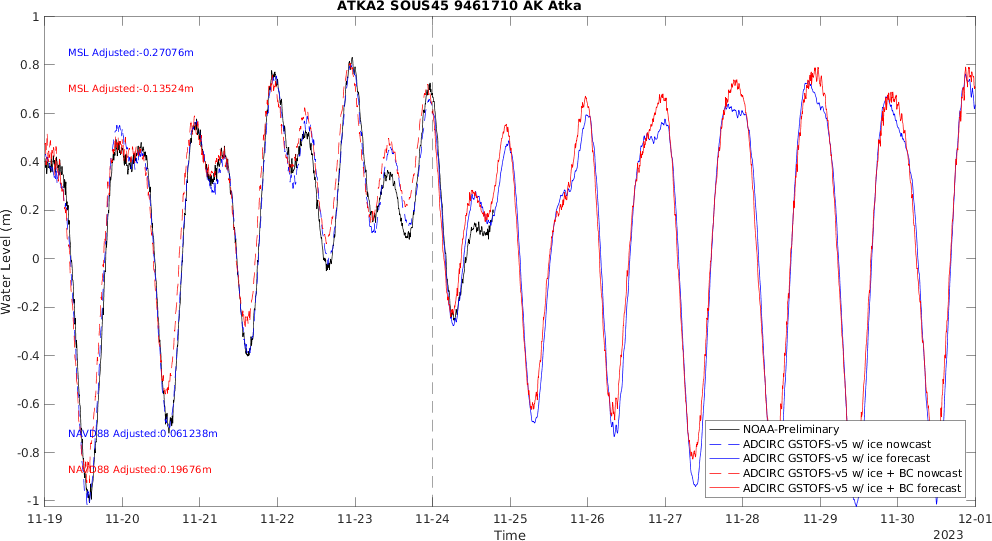 ATKA2 SOUS45 9461710 AK Atka
MSL Adjusted:-0.27076m
MSL Adjusted:-0.13524m
NAVD88 Adjusted:0.061238m
NAVD88 Adjusted:0.19676m
Water Level (m)
1
0.8
0.6
0.4
0.2
0
-0.2
-0.4
-0.6
-0.8
-1
NOAA-Preliminary
ADCIRC GSTOFS-v5 w/ ice nowcast
ADCIRC GSTOFS-v5 w/ ice forecast
ADCIRC GSTOFS-v5 w/ ice + BC nowcast
ADCIRC GSTOFS-v5 w/ ice + BC forecast
11-19 11-20 11-21 11-22 11-23 11-24 11-25 11-26 11-27 11-28 11-29 11-30 12-01
Time
2023